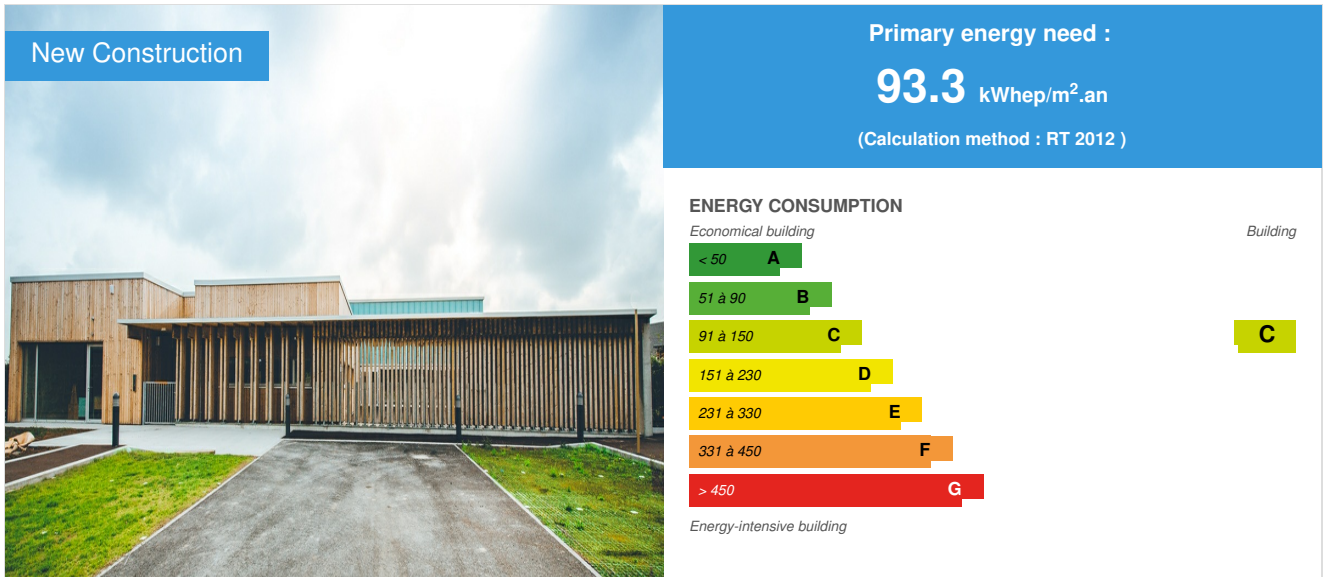 New Construction
Primary energy need :
93.3 kWhep/m².an
(Calculation method : RT 2012 )
ENERGY CONSUMPTION
Economical building
Building
< 50 A
51 à 90 B
91 à 150 C
C
151 à 230 D
231 à 330 E
331 à 450 F
> 450 G
Energy-intensive building